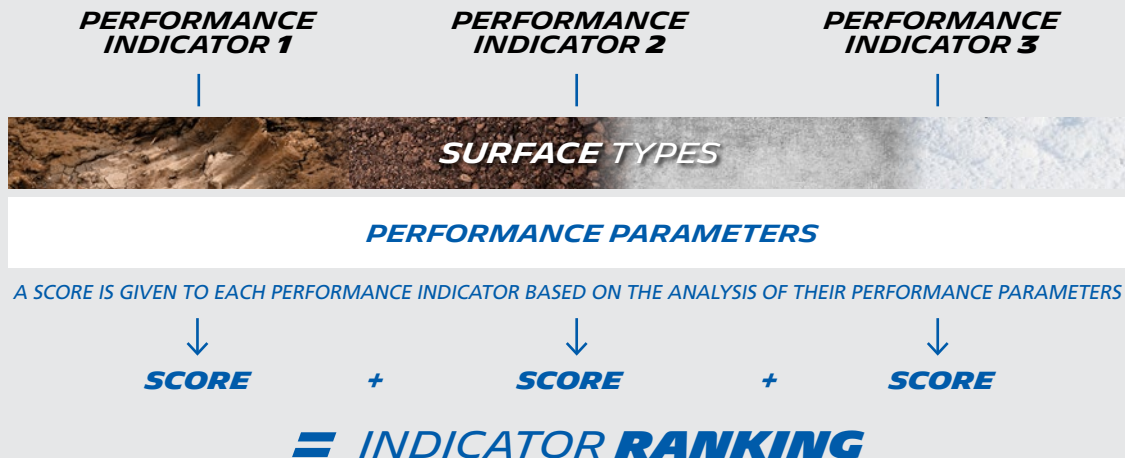 PERFORMANCE INDICATOR 1
PERFORMANCE INDICATOR 2
PERFORMANCE INDICATOR 3
SURFACE TYPES
PERFORMANCE PARAMETERS
A SCORE IS GIVEN TO EACH PERFORMANCE INDICATOR BASED ON THE ANALYSIS OF THEIR PERFORMANCE PARAMETERS
SCORE + SCORE + SCORE
= INDICATOR RANKING